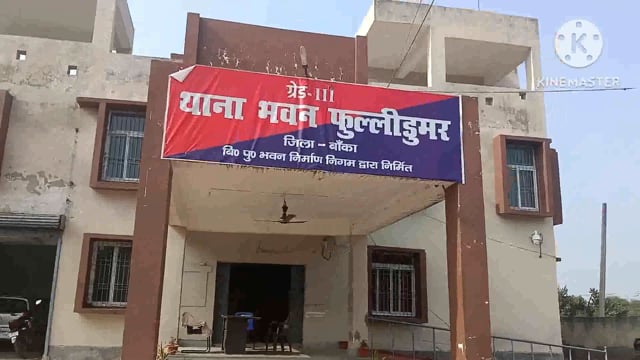 ग्रेड-III
थाना भवन फुल्लीडुमर
जिला - बाँका
बि० पु० भवन निर्माण निगम द्वारा निर्मित
KINEMASTER